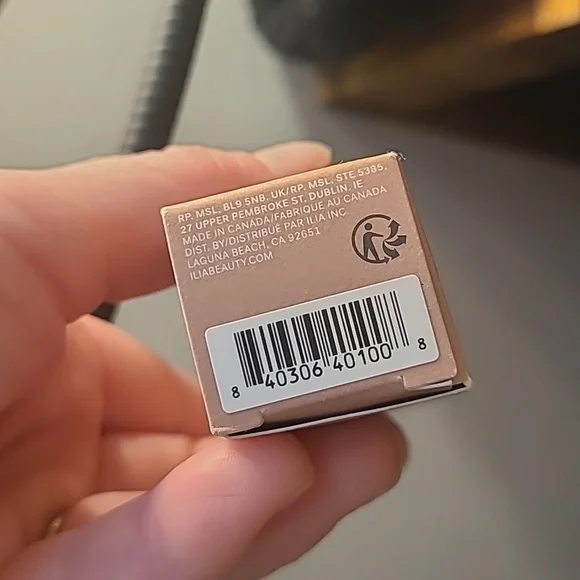 RP. MSL, BL9 5NB, UK/RP. MSL, STE 5385,
27 UPPER PEMBROKE ST, DUBLIN, IE
MADE IN CANADA/FABRIQUÉ AU CANADA
DIST. BY/DISTRIBUÉ PAR ILIA INC
LAGUNA BEACH, CA 92651
ILIABEAUTY.COM
8 40306 40100 8